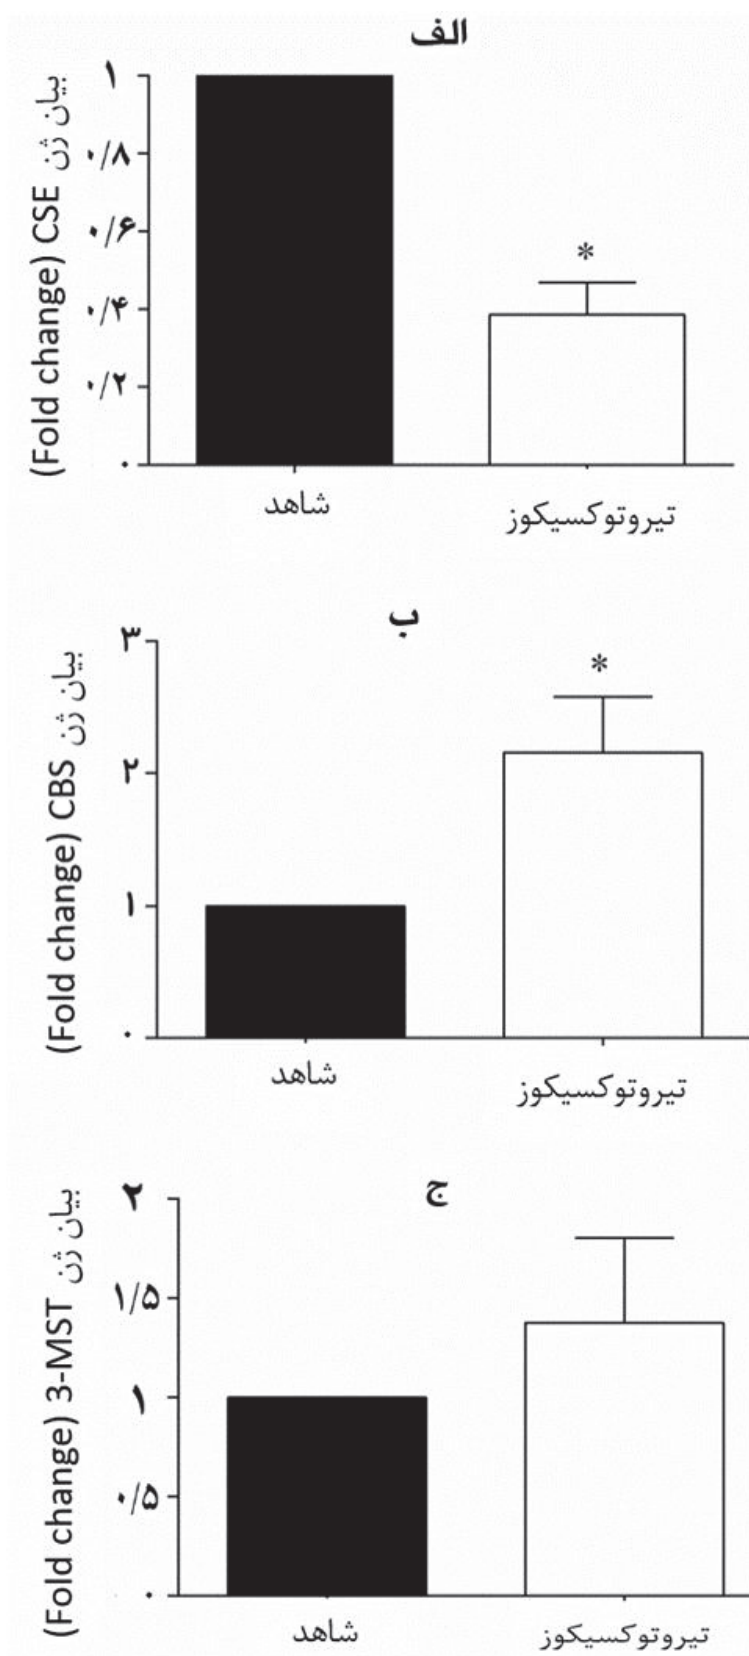 الف
بیان ژن CSE (Fold change)
۱
۰/۸
۰/۶
*
۰/۴
۰/۲
۰
شاهد
تیروتوکسیکوز
ب
بیان ژن CBS (Fold change)
۳
*
۲
۱
۰
شاهد
تیروتوکسیکوز
ج
بیان ژن 3-MST (Fold change)
۲
۱/۵
۱
۰/۵
۰
شاهد
تیروتوکسیکوز